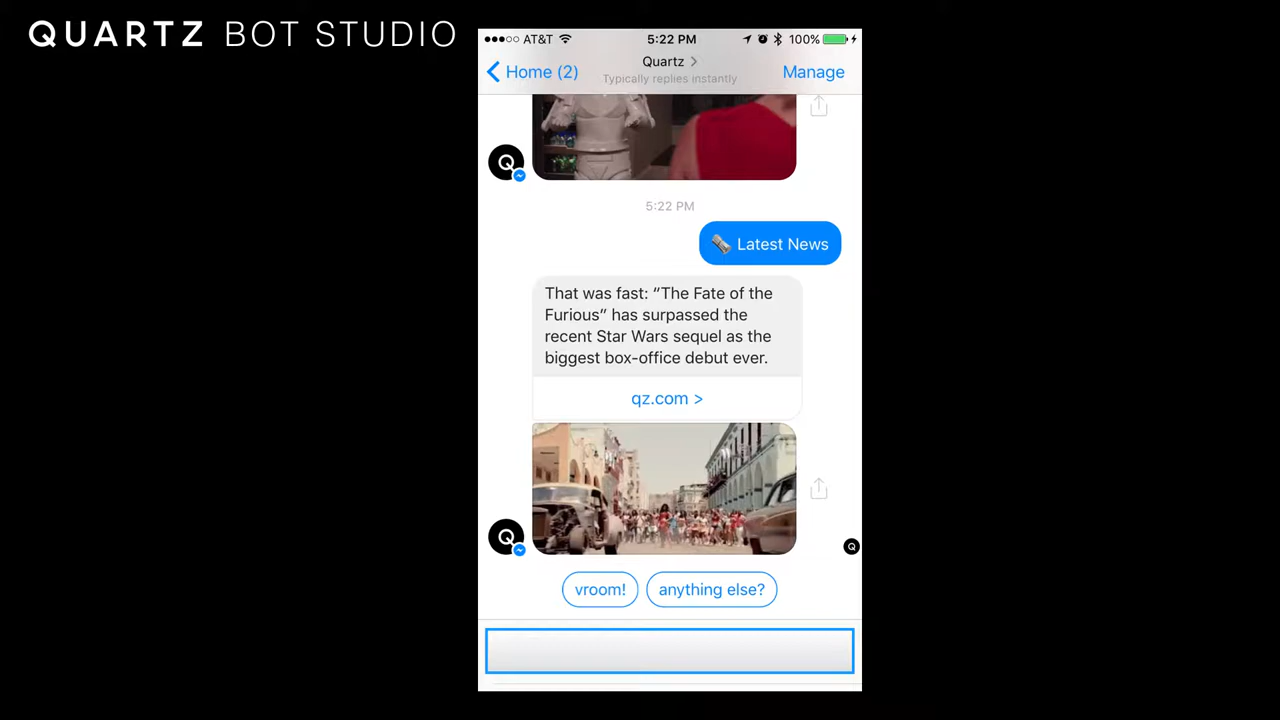 QUARTZ BOT STUDIO
AT&T 5:22 PM 100%
Home (2) Quartz Manage
Typically replies instantly
Q
5:22 PM
Latest News
That was fast: “The Fate of the
Furious” has surpassed the
recent Star Wars sequel as the
biggest box-office debut ever.
qz.com >
Q
Q
vroom! anything else?